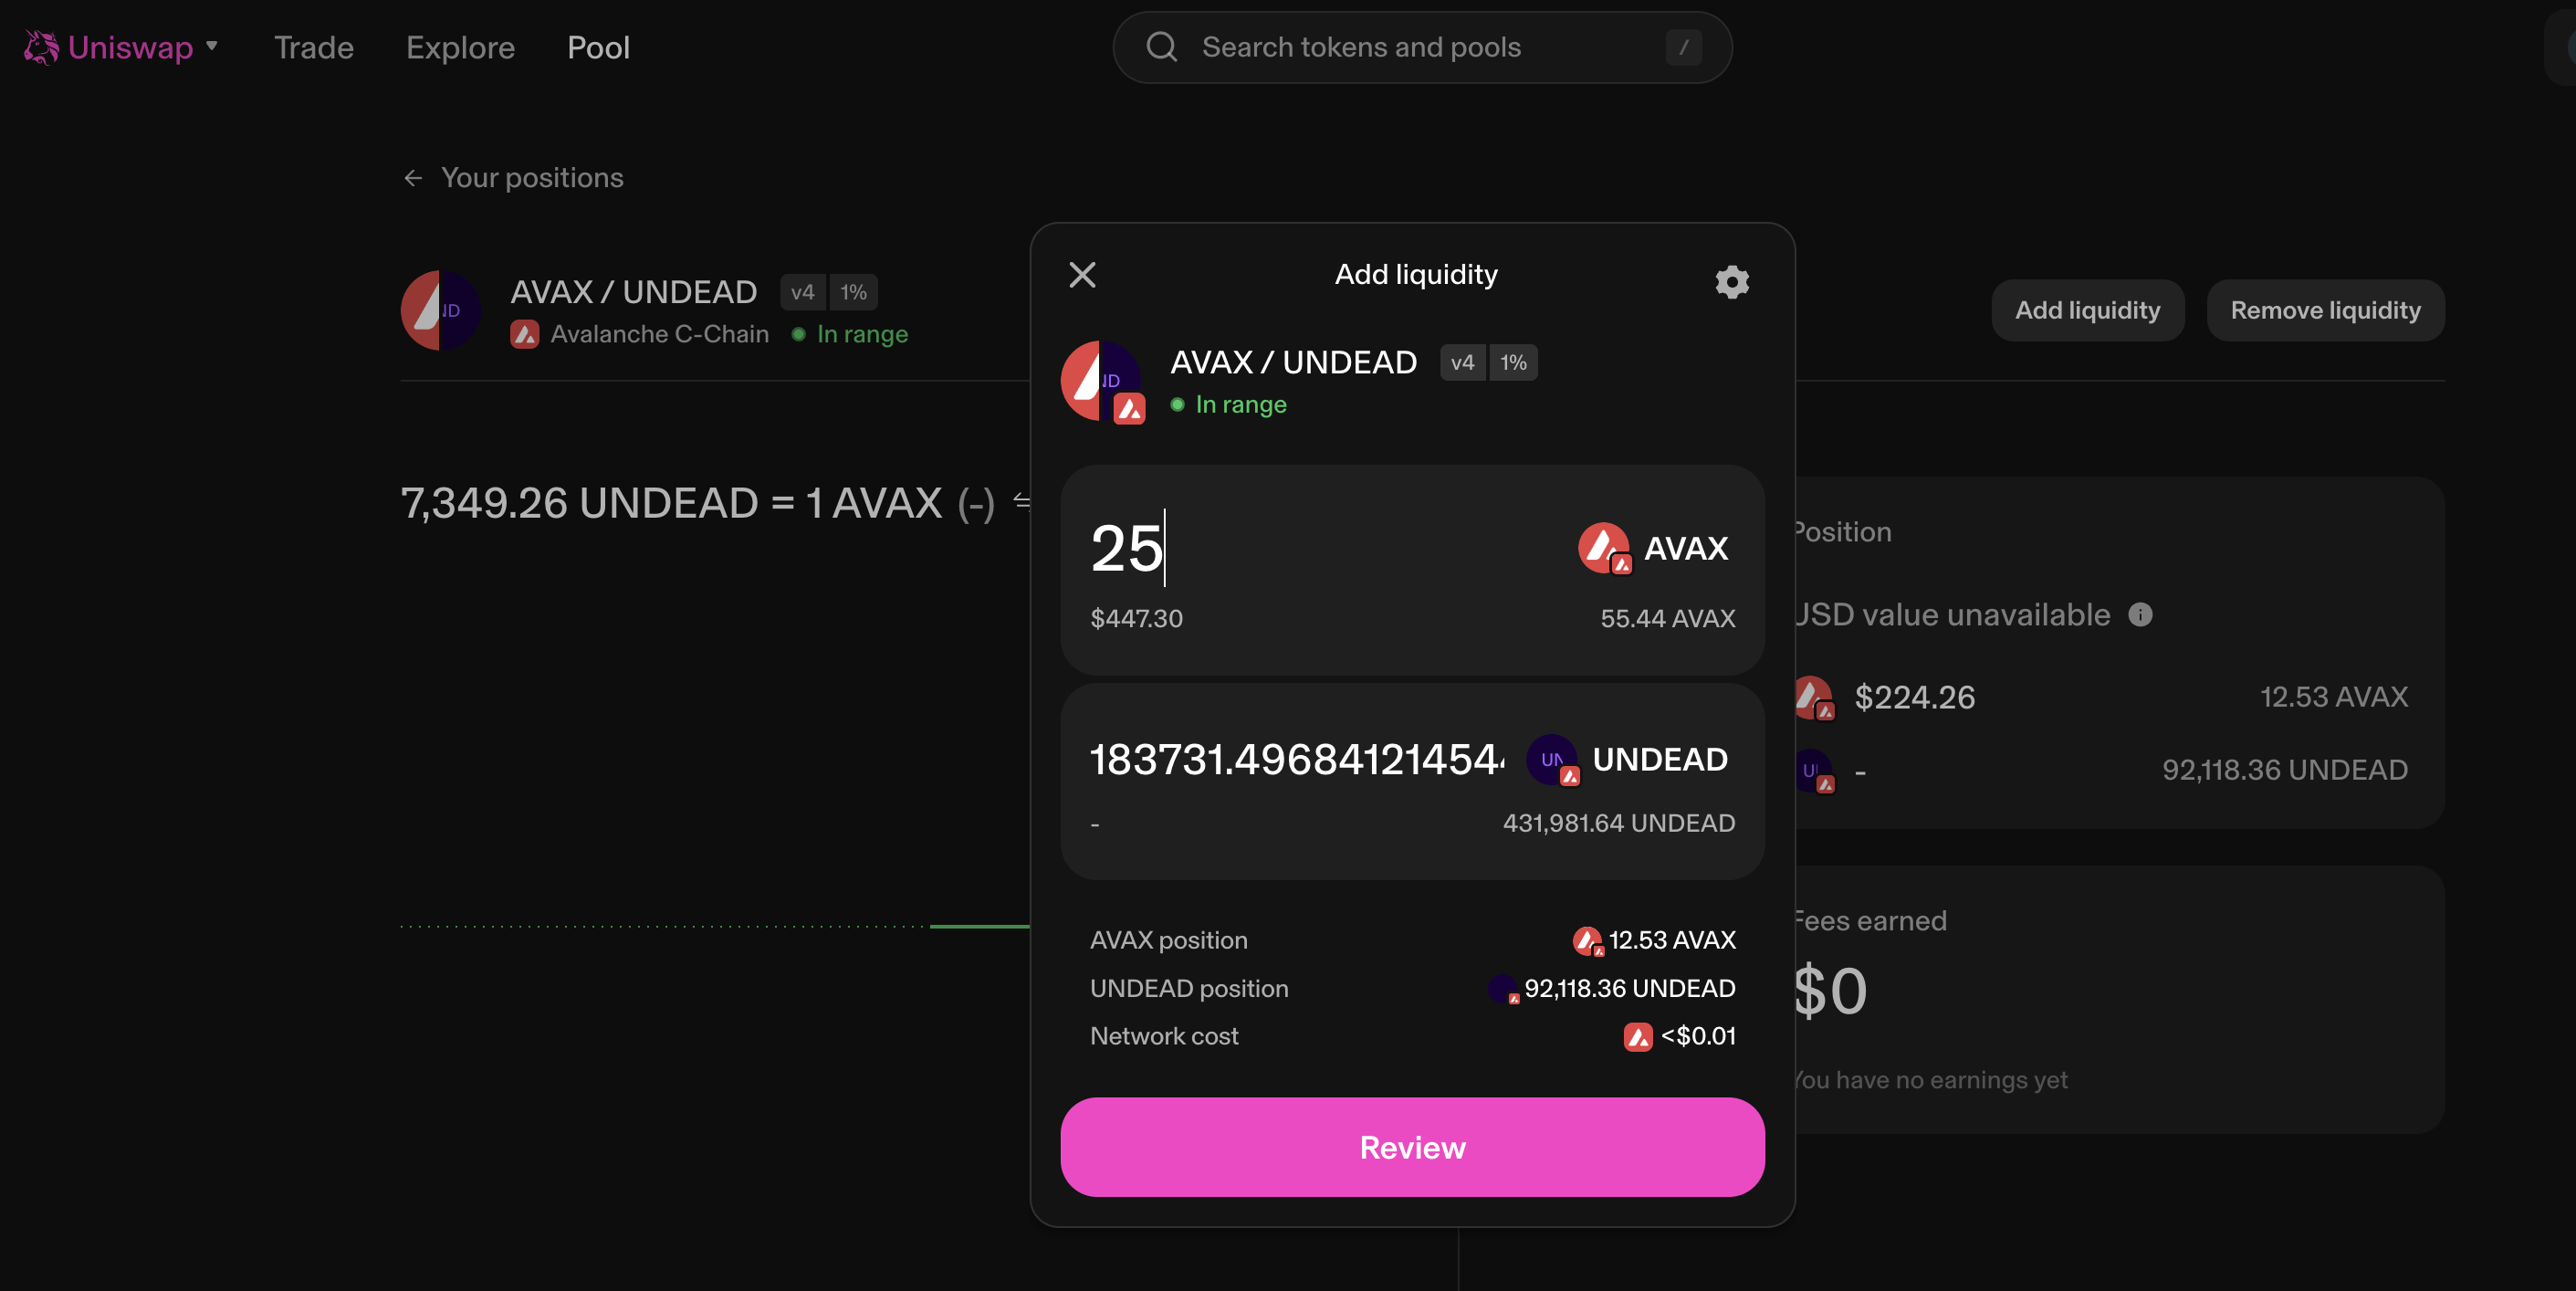 Uniswap Trade Explore Pool Search tokens and pools /
Your positions
AVAX / UNDEAD v4 1%
Avalanche C-Chain In range
Add liquidity Remove liquidity
7,349.26 UNDEAD = 1 AVAX (-)
Add liquidity
AVAX / UNDEAD v4 1%
In range
25 AVAX
$447.30 55.44 AVAX
183731.4968412145 UNDEAD
- 431,981.64 UNDEAD
AVAX position 12.53 AVAX
UNDEAD position 92,118.36 UNDEAD
Network cost <$0.01
Review
Position
USD value unavailable
$224.26 12.53 AVAX
- 92,118.36 UNDEAD
Fees earned
$0
You have no earnings yet